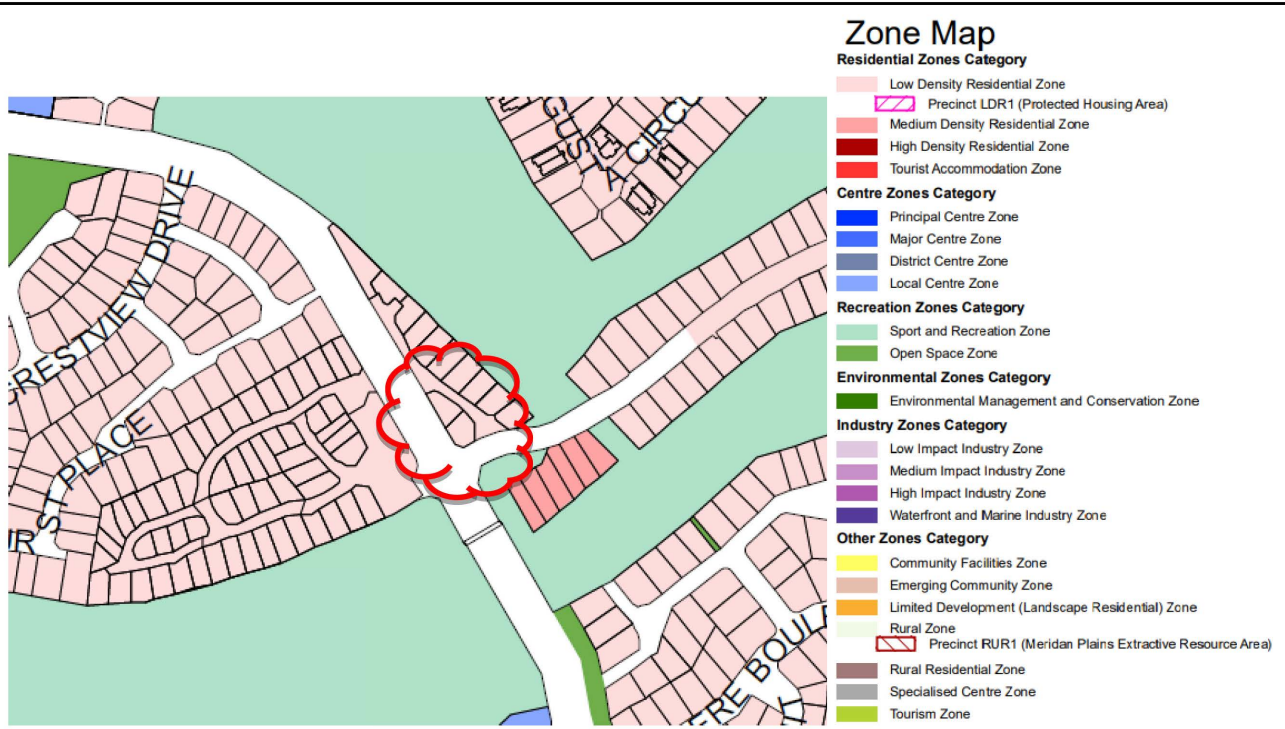 Zone Map
Residential Zones Category
Low Density Residential Zone
Precinct LDR1 (Protected Housing Area)
Medium Density Residential Zone
High Density Residential Zone
Tourist Accommodation Zone
Centre Zones Category
Principal Centre Zone
Major Centre Zone
District Centre Zone
Local Centre Zone
Recreation Zones Category
Sport and Recreation Zone
Open Space Zone
Environmental Zones Category
Environmental Management and Conservation Zone
Industry Zones Category
Low Impact Industry Zone
Medium Impact Industry Zone
High Impact Industry Zone
Waterfront and Marine Industry Zone
Other Zones Category
Community Facilities Zone
Emerging Community Zone
Limited Development (Landscape Residential) Zone
Rural Zone
Precinct RUR1 (Meridan Plains Extractive Resource Area)
Rural Residential Zone
Specialised Centre Zone
Tourism Zone
GUSTA CIRCU
CRESTVIEW DRIVE
ST PLACE
ERE BOULA